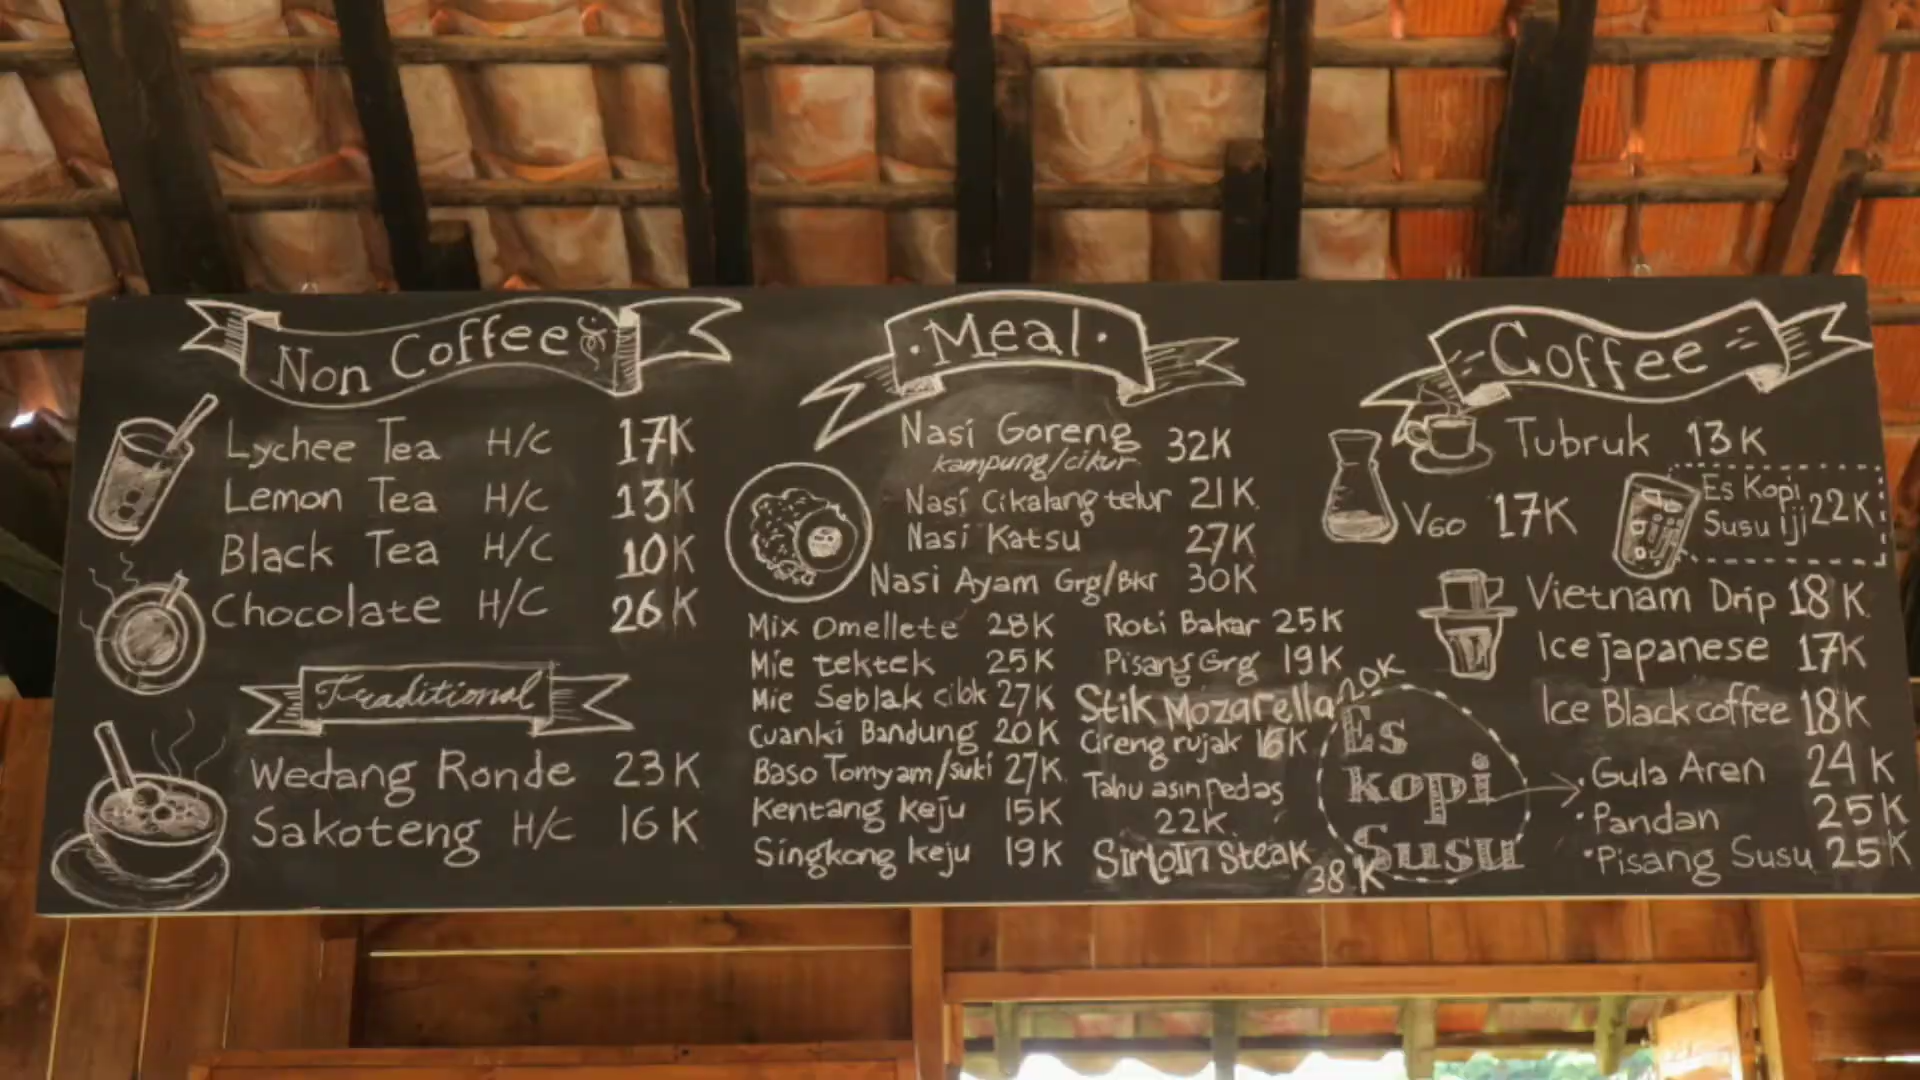 Non Coffee
Lychee Tea H/C 17K
Lemon Tea H/C 13K
Black Tea H/C 10K
Chocolate H/C 26K
Traditional
Wedang Ronde 23K
Sakoteng H/C 16K
Meal
Nasi Goreng 32K
kampung/cikur
Nasi Cikalang telur 21K
Nasi Katsu 27K
Nasi Ayam Grg/Bkr 30K
Mix Omellete 28K
Mie tektek 25K
Mie Seblak cibk 27K
Cuanki Bandung 20K
Baso Tomyam/suki 27K
Kentang keju 15K
Singkong keju 19K
Roti Bakar 25K
Pisang Grg 19K
Stik Mozarella 20K
Cireng rujak 16K
Tahu asin pedas
22K
Sirloin Steak
38K
Coffee
Tubruk 13K
V60 17K
Es Kopi
Susu iji 22K
Vietnam Drip 18K
Ice japanese 17K
Ice Black coffee 18K
Es
kopi
Susu
· Gula Aren 24K
· Pandan 25K
· Pisang Susu 25K